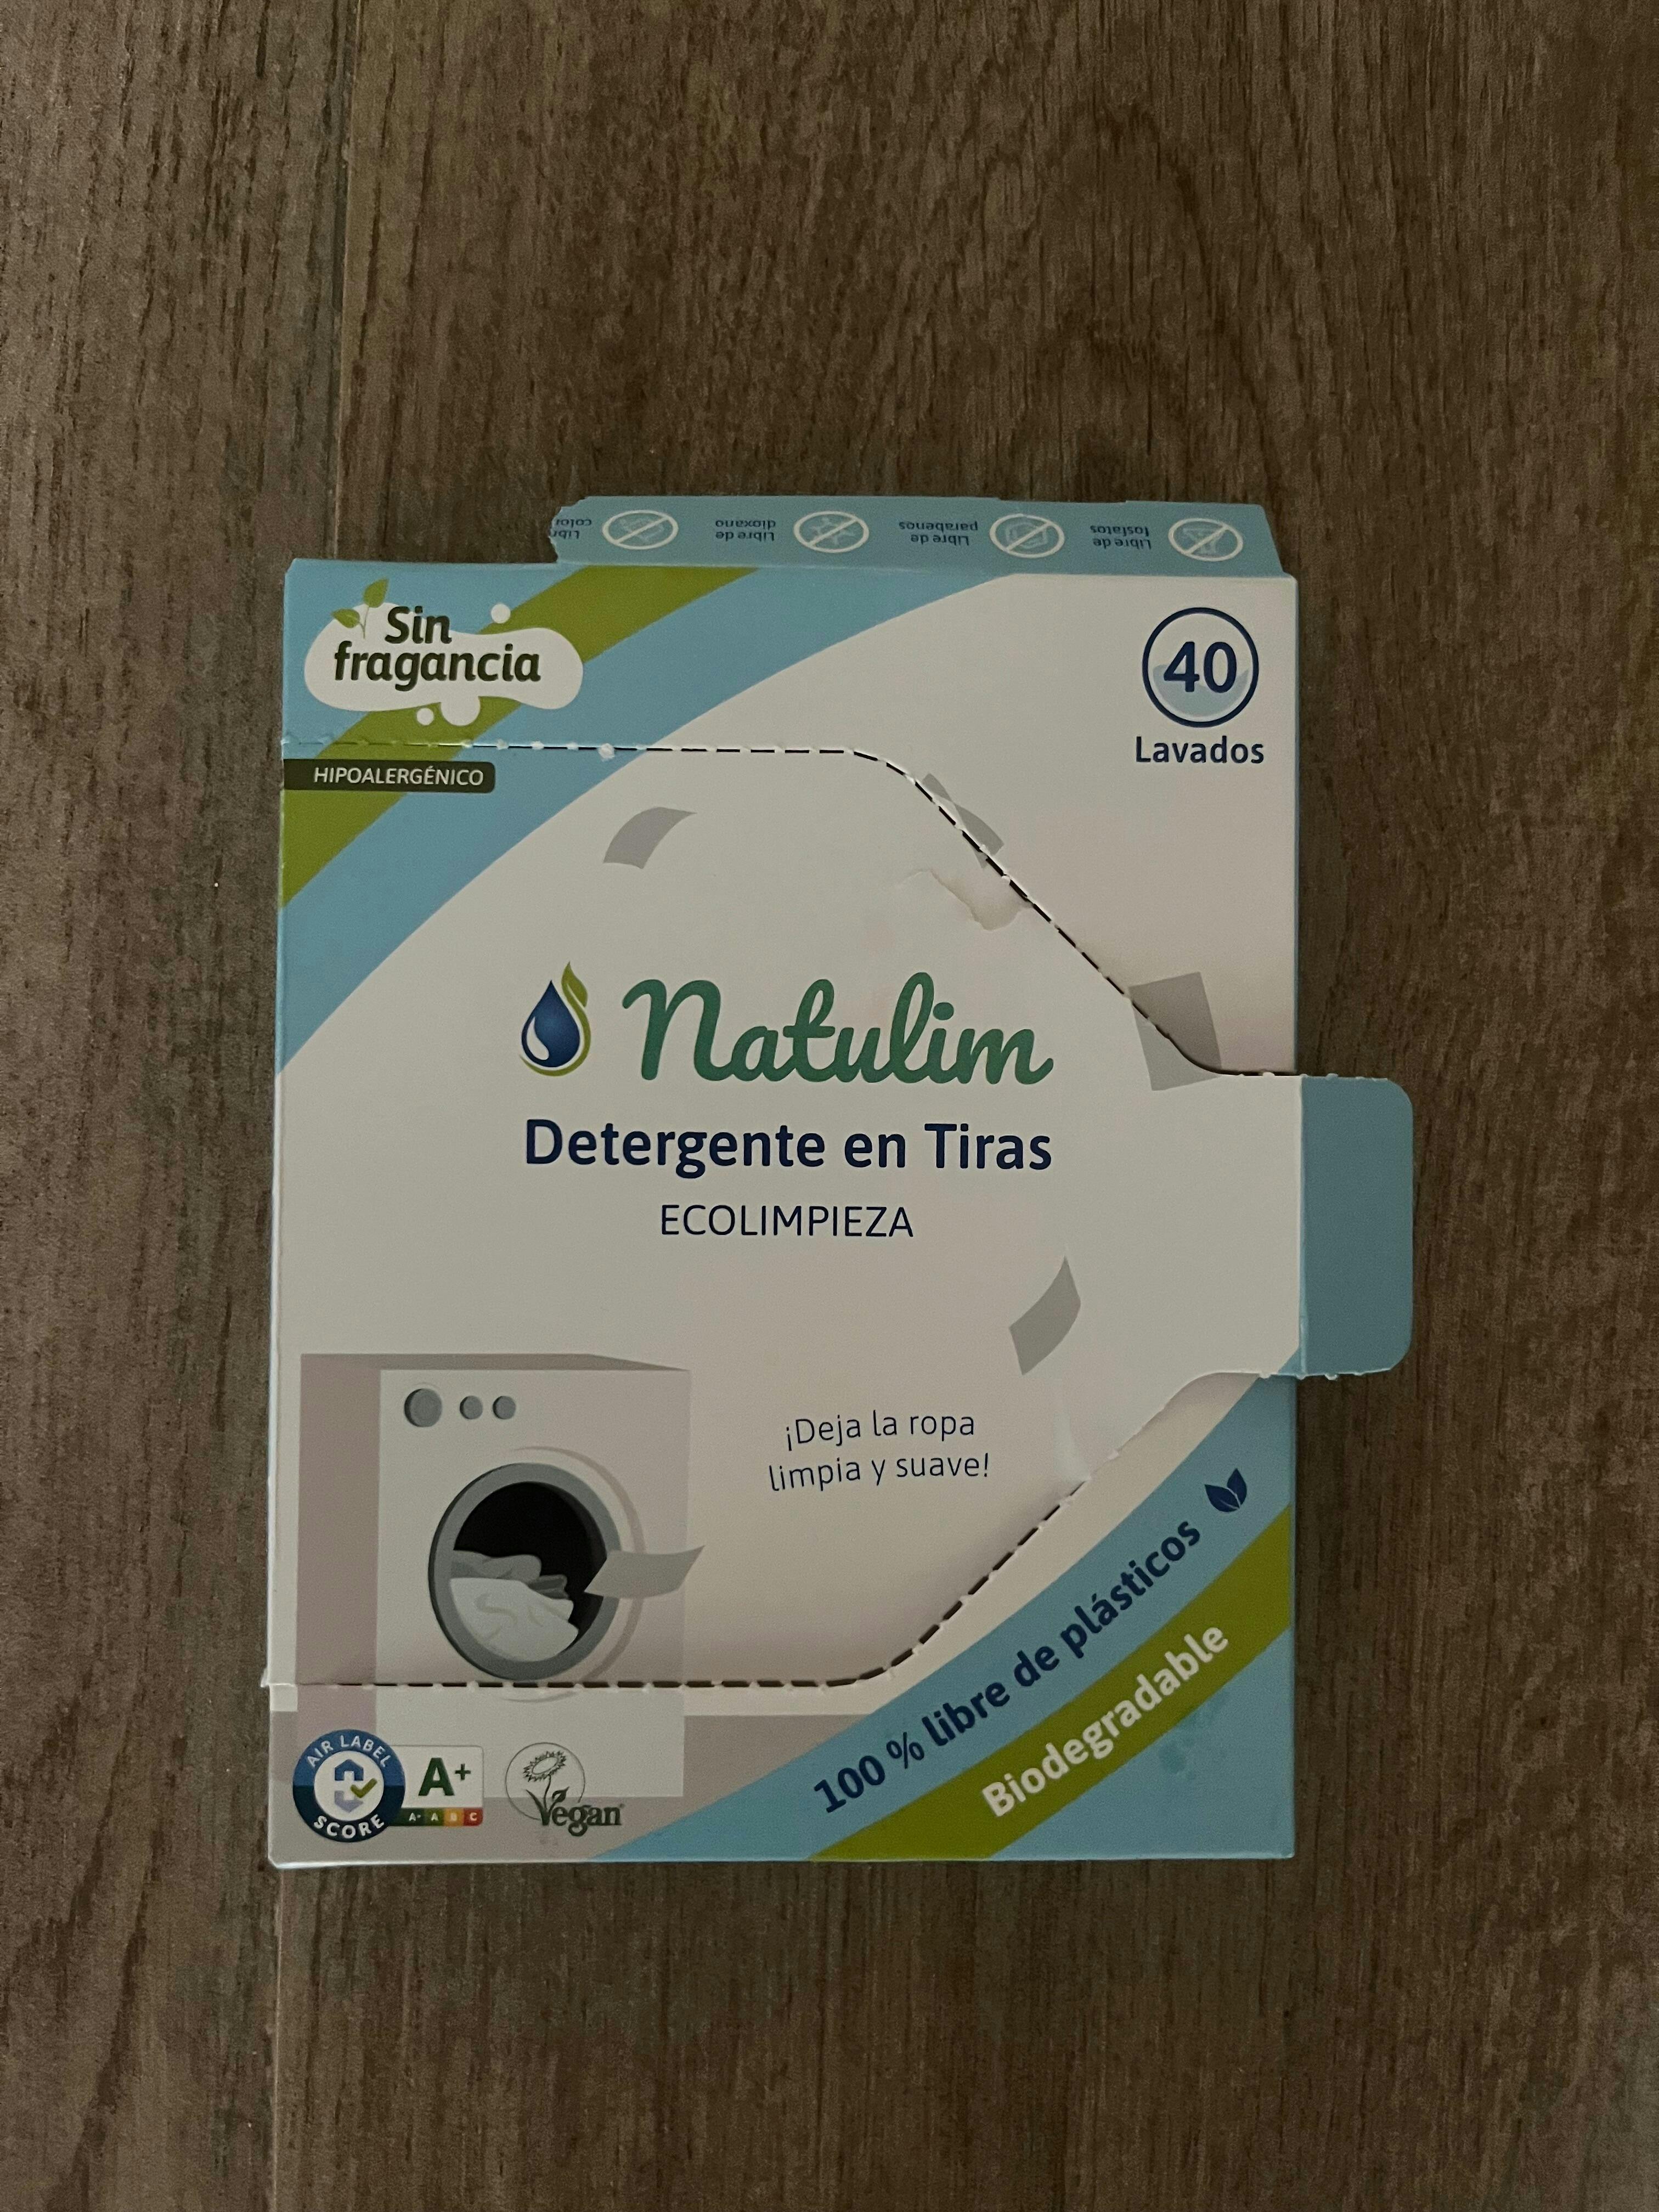 Libre de
fosfatos
Libre de
parabenos
Libre de
dioxano
Sin
fragancia
40
Lavados
HIPOALERGÉNICO
Natulim
Detergente en Tiras
ECOLIMPIEZA
¡Deja la ropa
limpia y suave!
100 % libre de plásticos
Biodegradable
AIR LABEL
SCORE
A+
A+ A B C
Vegan